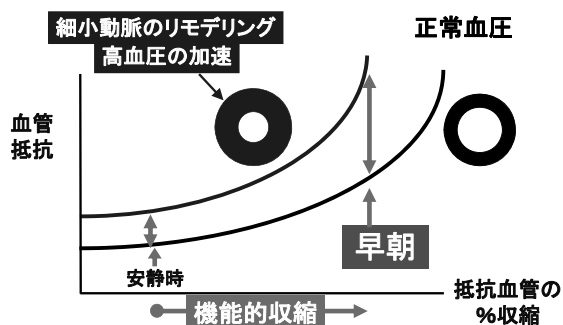 細小動脈のリモデリング
高血圧の加速
正常血圧
血管
抵抗
早朝
安静時
機能的収縮
抵抗血管の
%収縮